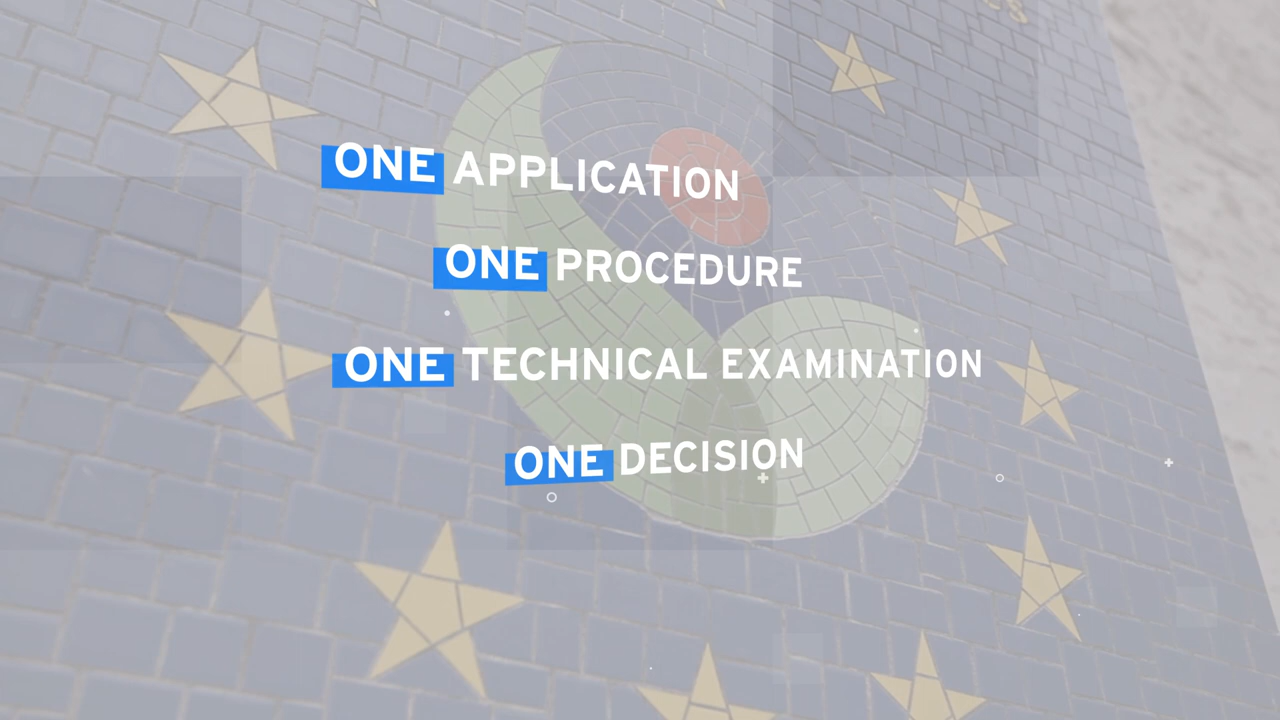 ONE APPLICATION
ONE PROCEDURE
ONE TECHNICAL EXAMINATION
ONE DECISION